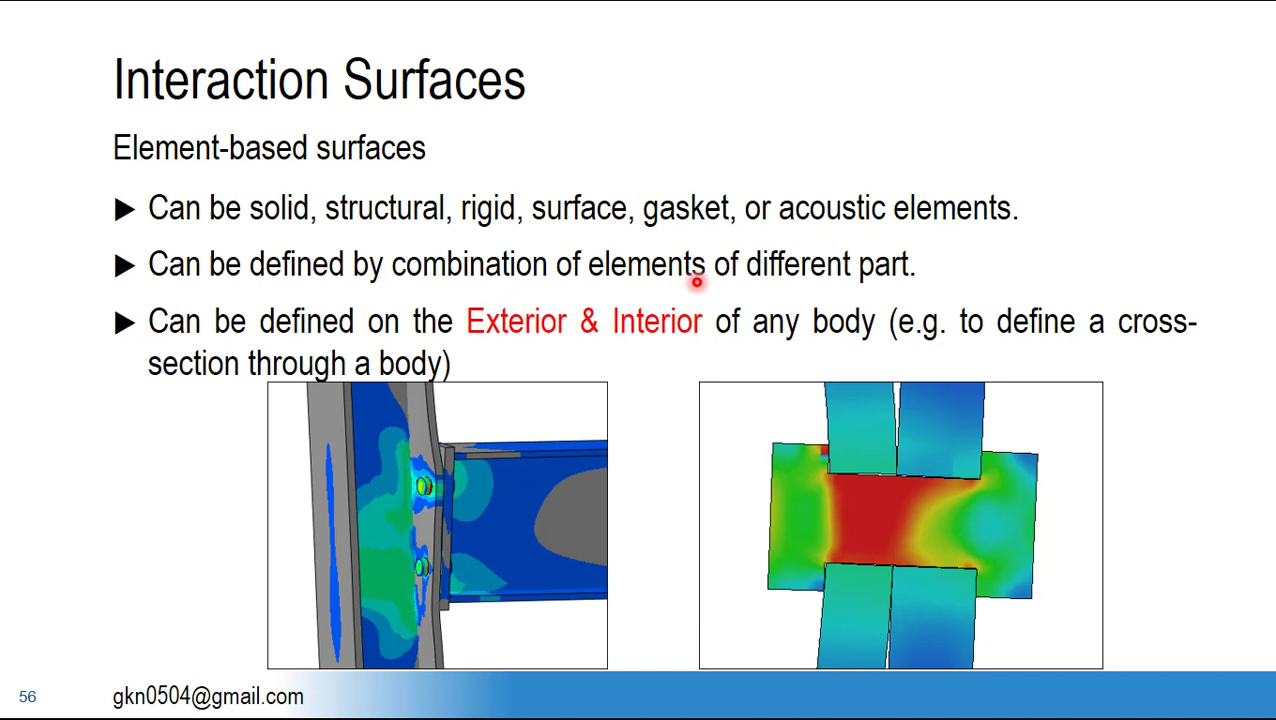 Interaction Surfaces
Element-based surfaces
▶ Can be solid, structural, rigid, surface, gasket, or acoustic elements.
▶ Can be defined by combination of elements of different part.
▶ Can be defined on the Exterior & Interior of any body (e.g. to define a cross-
section through a body)
56
gkn0504@gmail.com